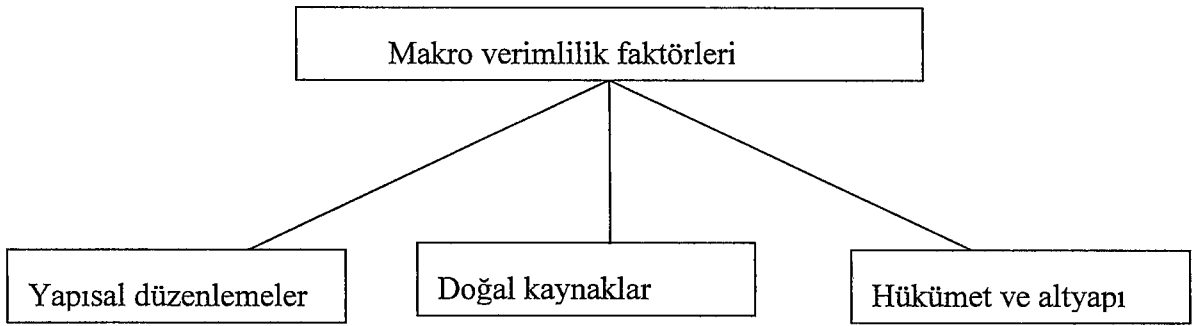 Makro verimlilik faktörleri
Yapısal düzenlemeler
Doğal kaynaklar
Hükümet ve altyapı